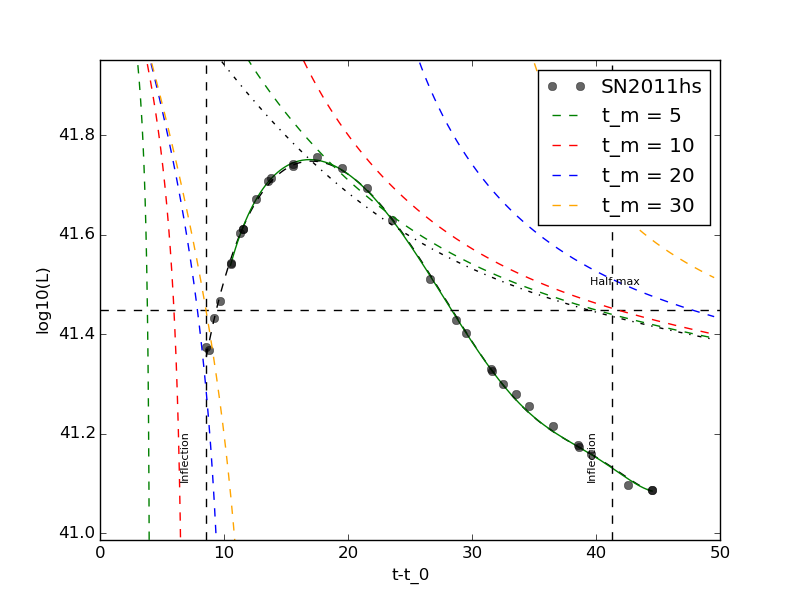 SN2011hs
t_m = 5
t_m = 10
t_m = 20
t_m = 30
41.8
41.6
41.4
41.2
41.0
log10(L)
Half max
Inflection
Inflection
0
10
20
30
40
50
t-t_0